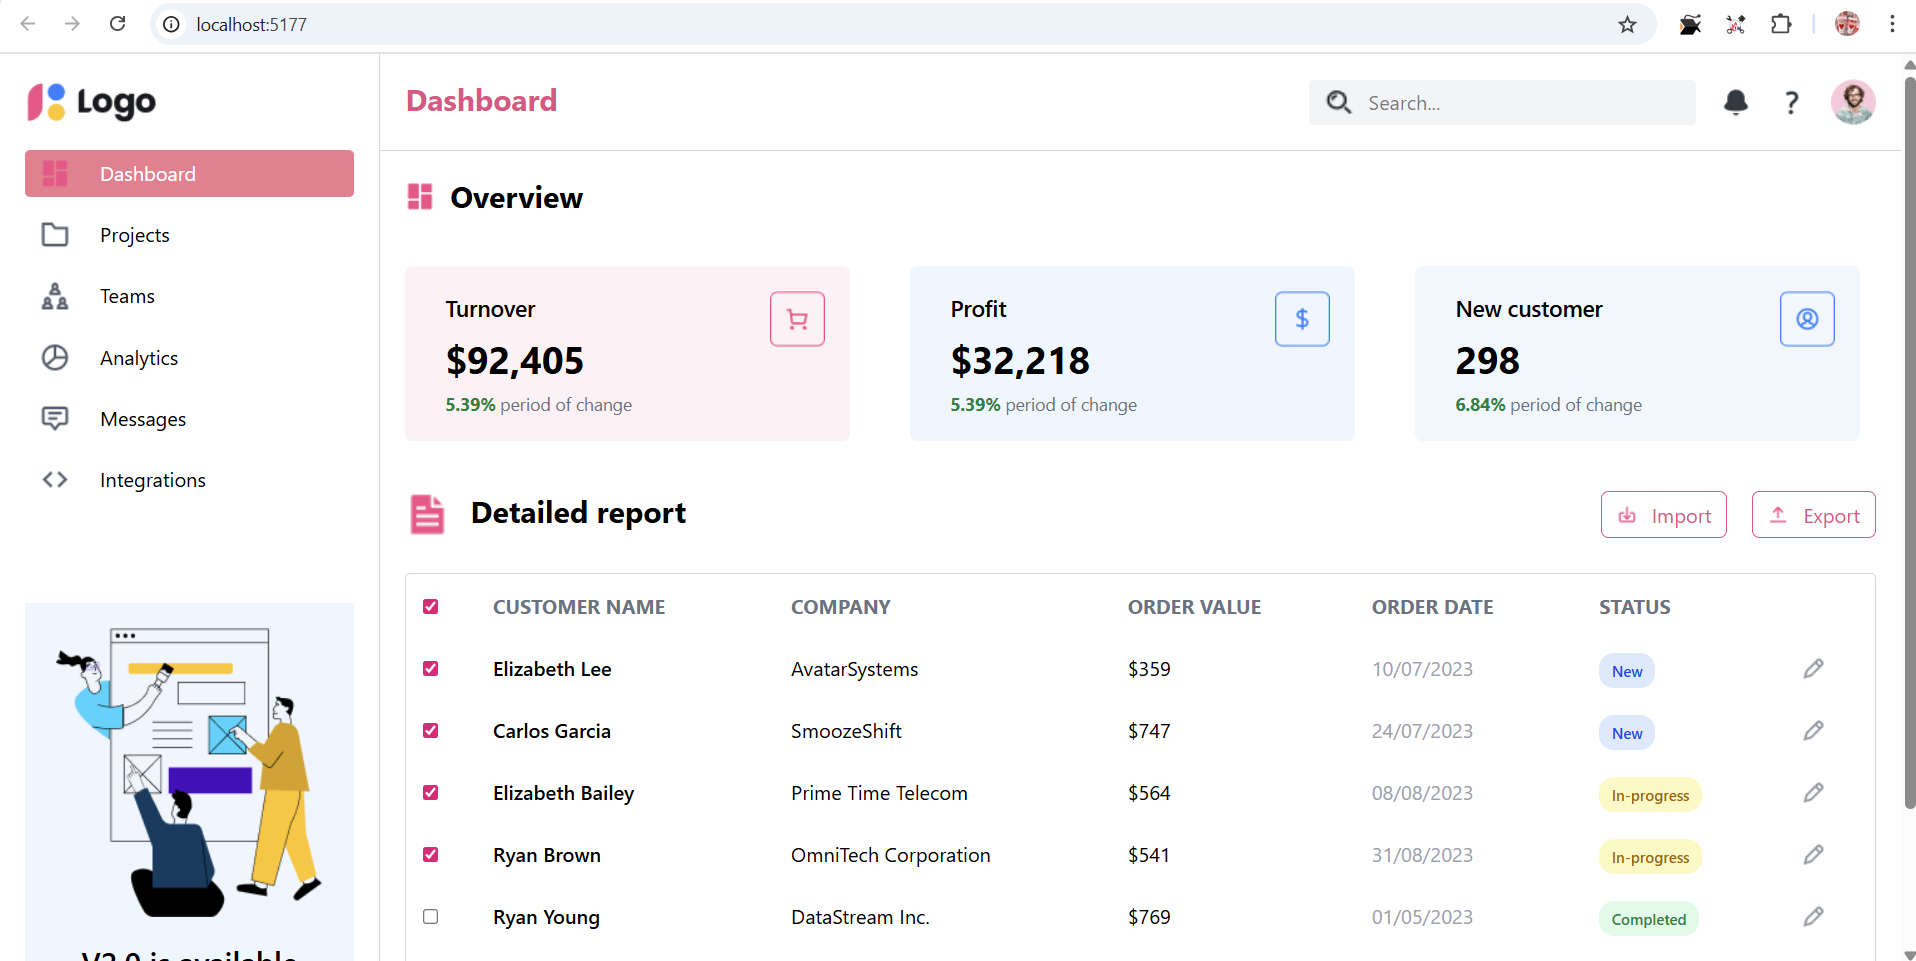 localhost:5177
Logo
Dashboard
Search...
?
Dashboard
Projects
Teams
Analytics
Messages
Integrations
Overview
Turnover
$92,405
5.39% period of change
Profit
$
$32,218
5.39% period of change
New customer
298
6.84% period of change
Detailed report
Import
Export
CUSTOMER NAME COMPANY ORDER VALUE ORDER DATE STATUS
Elizabeth Lee AvatarSystems $359 10/07/2023 New
Carlos Garcia SmoozeShift $747 24/07/2023 New
Elizabeth Bailey Prime Time Telecom $564 08/08/2023 In-progress
Ryan Brown OmniTech Corporation $541 31/08/2023 In-progress
Ryan Young DataStream Inc. $769 01/05/2023 Completed
V2.0 is available